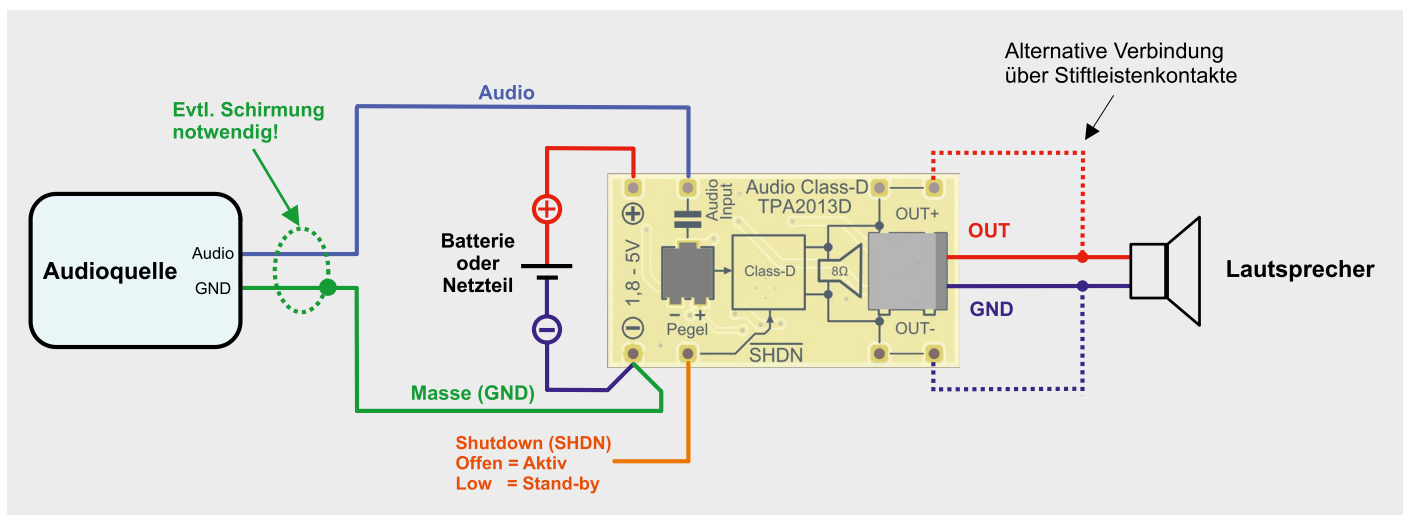 Alternative Verbindung
über Stiftleistenkontakte
Audio
Evtl. Schirmung
notwendig!
Audioquelle
Audio
GND
Batterie
oder
Netzteil
+
−
Masse (GND)
Shutdown (SHDN)
Offen = Aktiv
Low = Stand-by
+
1,8 - 5V
−
Audio
Input
Audio Class-D
TPA2013D
Class-D
8Ω
− +
Pegel
SHDN
OUT+
OUT-
OUT
GND
Lautsprecher